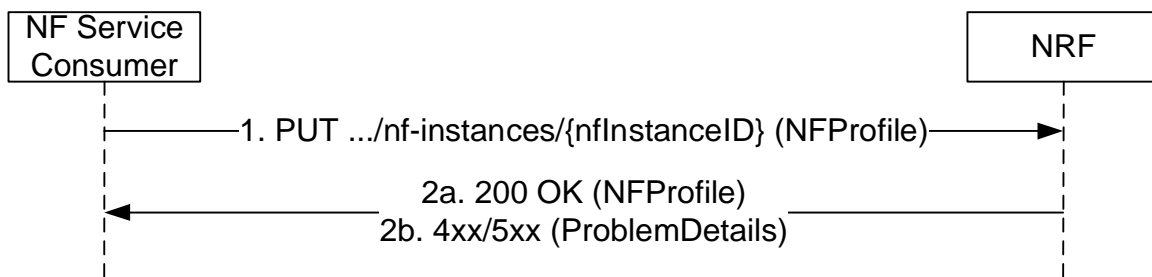 NF Service
Consumer
NRF
1. PUT .../nf-instances/{nfInstanceID} (NFProfile)
2a. 200 OK (NFProfile)
2b. 4xx/5xx (ProblemDetails)